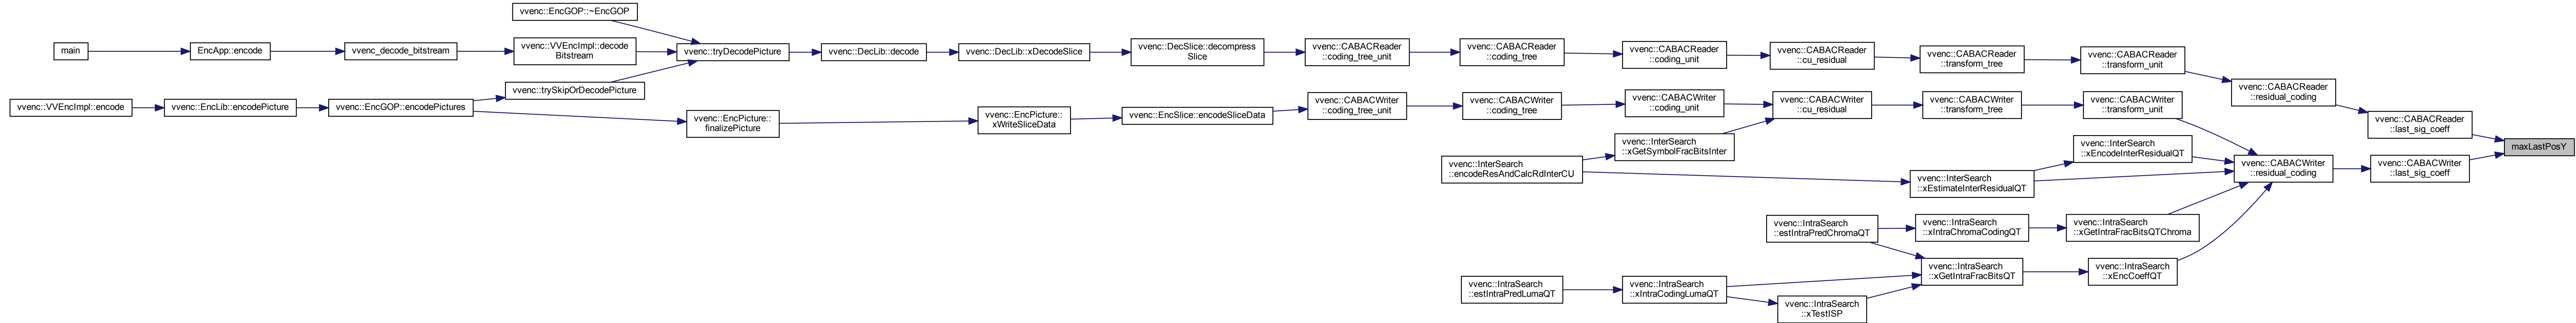 vvenc::EncGOP::~EncGOP
main
EncApp::encode
vvenc_decode_bitstream
vvenc::VVEncImpl::decode
Bitstream
vvenc::tryDecodePicture
vvenc::DecLib::decode
vvenc::DecLib::xDecodeSlice
vvenc::DecSlice::decompress
Slice
vvenc::CABACReader
::coding_tree_unit
vvenc::CABACReader
::coding_tree
vvenc::CABACReader
::coding_unit
vvenc::CABACReader
::cu_residual
vvenc::CABACReader
::transform_tree
vvenc::CABACReader
::transform_unit
vvenc::CABACReader
::residual_coding
vvenc::CABACReader
::last_sig_coeff
maxLastPosY
vvenc::trySkipOrDecodePicture
vvenc::VVEncImpl::encode
vvenc::EncLib::encodePicture
vvenc::EncGOP::encodePictures
vvenc::EncPicture::
finalizePicture
vvenc::EncPicture::
xWriteSliceData
vvenc::EncSlice::encodeSliceData
vvenc::CABACWriter
::coding_tree_unit
vvenc::CABACWriter
::coding_tree
vvenc::CABACWriter
::coding_unit
vvenc::CABACWriter
::cu_residual
vvenc::CABACWriter
::transform_tree
vvenc::CABACWriter
::transform_unit
vvenc::InterSearch
::xGetSymbolFracBitsInter
vvenc::InterSearch
::encodeResAndCalcRdInterCU
vvenc::InterSearch
::xEncodeInterResidualQT
vvenc::InterSearch
::xEstimateInterResidualQT
vvenc::CABACWriter
::residual_coding
vvenc::CABACWriter
::last_sig_coeff
vvenc::IntraSearch
::estIntraPredChromaQT
vvenc::IntraSearch
::xIntraChromaCodingQT
vvenc::IntraSearch
::xGetIntraFracBitsQTChroma
vvenc::IntraSearch
::xGetIntraFracBitsQT
vvenc::IntraSearch
::xEncCoeffQT
vvenc::IntraSearch
::estIntraPredLumaQT
vvenc::IntraSearch
::xIntraCodingLumaQT
vvenc::IntraSearch
::xTestISP